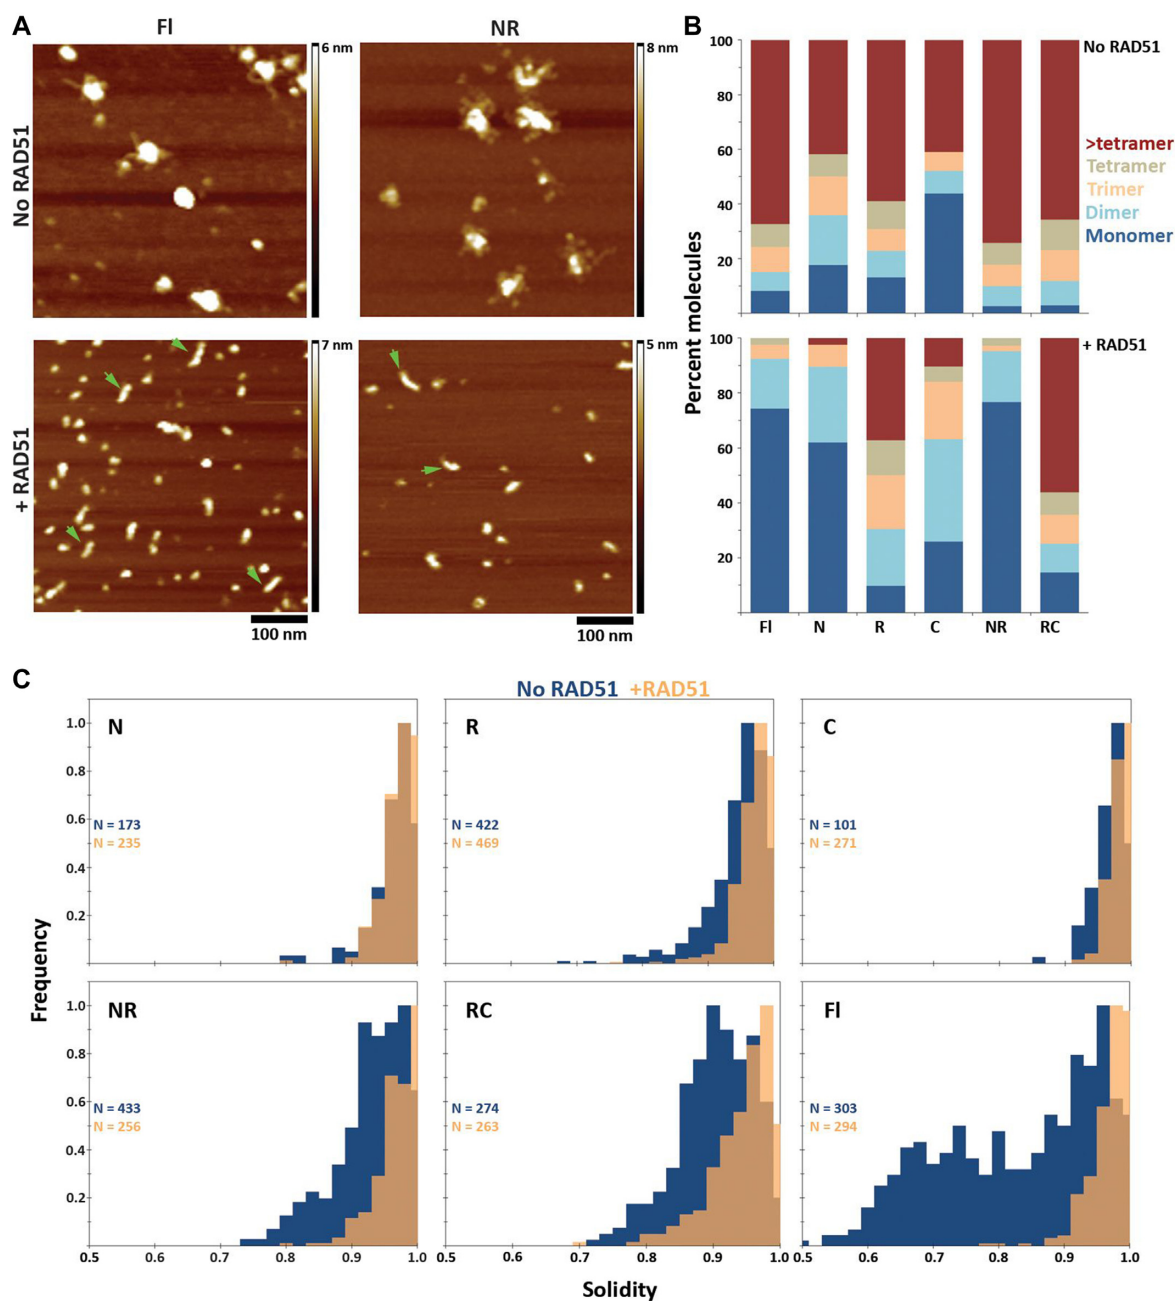 A
Fl
NR
B
6 nm
8 nm
No RAD51
7 nm
5 nm
+ RAD51
100 nm
100 nm
Percent molecules
100
80
60
40
20
No RAD51
>tetramer
Tetramer
Trimer
Dimer
Monomer
100
80
60
40
20
+ RAD51
Fl N R C NR RC
C
No RAD51 +RAD51
Frequency
1.0
0.8
0.6
0.4
0.2
N
N = 173
N = 235
R
N = 422
N = 469
C
N = 101
N = 271
1.0
0.8
0.6
0.4
0.2
NR
N = 433
N = 256
RC
N = 274
N = 263
Fl
N = 303
N = 294
0.5 0.6 0.7 0.8 0.9 1.0
0.5 0.6 0.7 0.8 0.9 1.0
0.5 0.6 0.7 0.8 0.9 1.0
Solidity